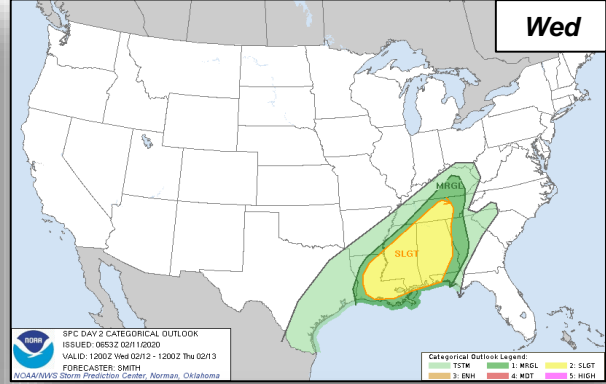 Wed
MRGL
SLGT
NOAA
SPC DAY 2 CATEGORICAL OUTLOOK
ISSUED: 0653Z 02/11/2020
VALID: 1200Z Wed 02/12 - 1200Z Thu 02/13
FORECASTER: SMITH
NOAA/NWS Storm Prediction Center, Norman, Oklahoma
Categorical Outlook Legend:
TSTM 1: MRGL 2: SLGT
3: ENH 4: MDT 5: HIGH